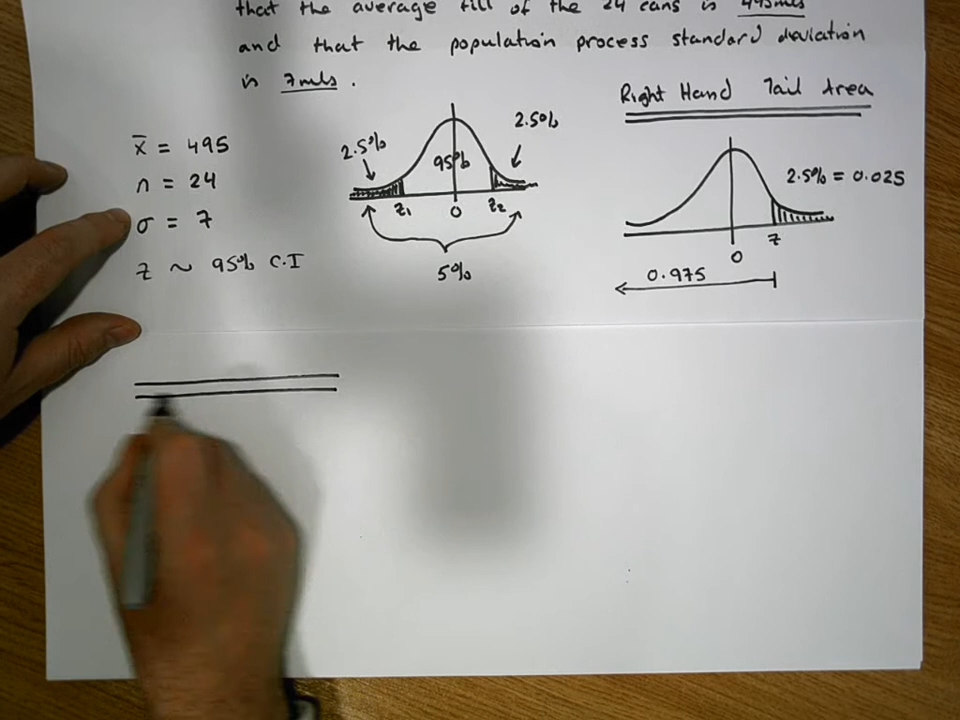 that the average fill of the 24 cans is 495mls
and that the population process standard deviation
is 7mls.
Right Hand Tail Area
x̄ = 495
n = 24
σ = 7
z ~ 95% C.I
2.5%
95%
2.5%
z1 0 z2
5%
2.5% = 0.025
z
0
0.975